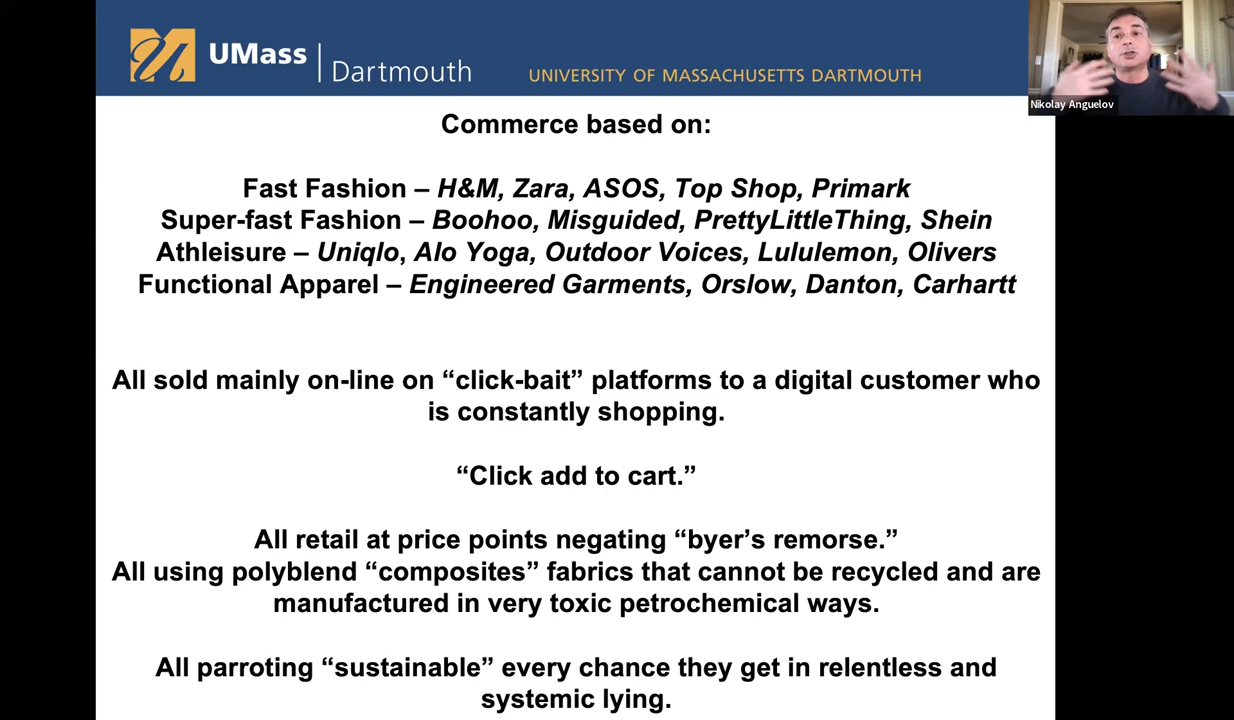 UMass
Dartmouth
UNIVERSITY OF MASSACHUSETTS DARTMOUTH
Nikolay Anguelov
Commerce based on:
Fast Fashion – H&M, Zara, ASOS, Top Shop, Primark
Super-fast Fashion – Boohoo, Misguided, PrettyLittleThing, Shein
Athleisure – Uniqlo, Alo Yoga, Outdoor Voices, Lululemon, Olivers
Functional Apparel – Engineered Garments, Orslow, Danton, Carhartt
All sold mainly on-line on “click-bait” platforms to a digital customer who
is constantly shopping.
“Click add to cart.”
All retail at price points negating “byer’s remorse.”
All using polyblend “composites” fabrics that cannot be recycled and are
manufactured in very toxic petrochemical ways.
All parroting “sustainable” every chance they get in relentless and
systemic lying.